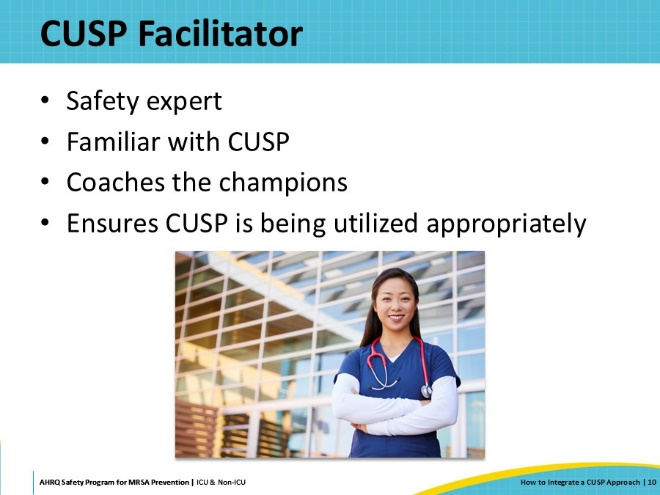 CUSP Facilitator
• Safety expert
• Familiar with CUSP
• Coaches the champions
• Ensures CUSP is being utilized appropriately
AHRQ Safety Program for MRSA Prevention | ICU & Non-ICU
How to Integrate a CUSP Approach | 10